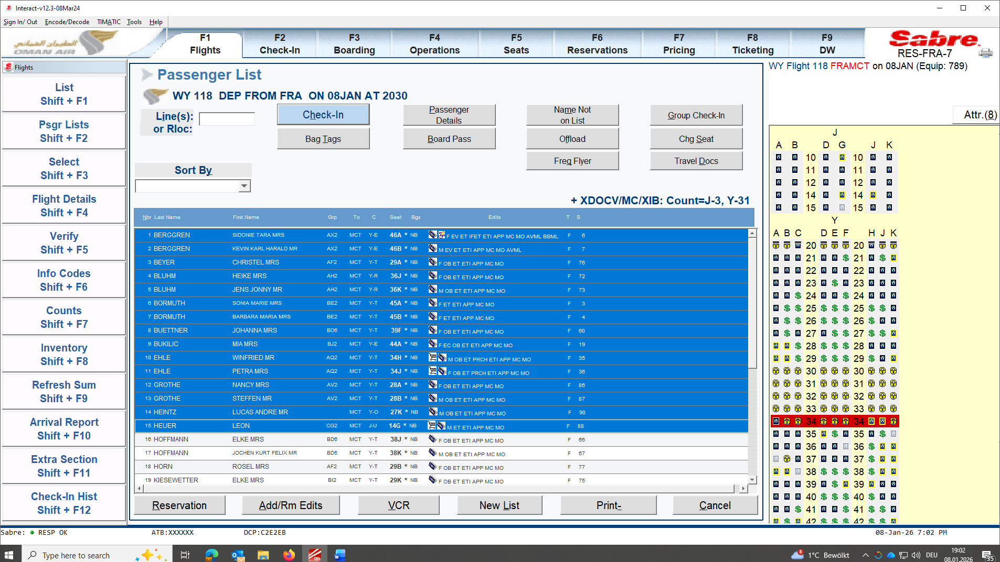 Interact-v12.3-08Mar24
Sign In/ Out Encode/Decode TIMATIC Tools Help
الطيران العماني
OMAN AIR
F1 Flights
F2 Check-In
F3 Boarding
F4 Operations
F5 Seats
F6 Reservations
F7 Pricing
F8 Ticketing
F9 DW
Sabre.
RES-FRA-7
Flights
List
Shift + F1
Psgr Lists
Shift + F2
Select
Shift + F3
Flight Details
Shift + F4
Verify
Shift + F5
Info Codes
Shift + F6
Counts
Shift + F7
Inventory
Shift + F8
Refresh Sum
Shift + F9
Arrival Report
Shift + F10
Extra Section
Shift + F11
Check-In Hist
Shift + F12
Passenger List
WY 118 DEP FROM FRA ON 08JAN AT 2030
Line(s):
or Rloc:
Check-In
Passenger Details
Name Not on List
Group Check-In
Bag Tags
Board Pass
Offload
Chg Seat
Freq Flyer
Travel Docs
Sort By
+ XDOCV/MC/XIB: Count=J-3, Y-31
Nbr Last Name First Name Grp To C Seat Bgs Edits T S
1 BERGGREN SIDONIE TARA MRS AX2 MCT Y-E 46A * NB F EV ET IFET ETI APP MC MO AVML BBML F 6
2 BERGGREN KEVIN KARL HARALD MR AX2 MCT Y-E 46B * NB M EV ET ETI APP MC MO AVML F 7
3 BEYER CHRISTEL MRS AF2 MCT Y-T 29A * NB F OB ET ETI APP MC MO F 76
4 BLUHM HEIKE MRS AH2 MCT Y-R 36J * NB F OB ET ETI APP MC MO F 72
5 BLUHM JENS JONNY MR AH2 MCT Y-R 36K * NB M OB ET ETI APP MC MO F 73
6 BORMUTH SONIA MARIE MRS BE2 MCT Y-T 45A * NB F ET ETI APP MC MO F 3
7 BORMUTH BARBARA MARIA MRS BE2 MCT Y-T 45B * NB F ET ETI APP MC MO F 4
8 BUETTNER JOHANNA MRS BD6 MCT Y-T 39F * NB F OB ET ETI APP MC MO F 60
9 BUKILIC MIA MRS BJ2 MCT Y-E 44A * NB F EC OB ET ETI APP MC MO F 19
10 EHLE WINFRIED MR AQ2 MCT Y-T 34H * NB M OB ET PRCH ETI APP MC MO F 35
11 EHLE PETRA MRS AQ2 MCT Y-T 34J * NB F OB ET PRCH ETI APP MC MO F 36
12 GROTHE NANCY MRS AV2 MCT Y-T 28A * NB F OB ET ETI APP MC MO F 86
13 GROTHE STEFFEN MR AV2 MCT Y-T 28B * NB M OB ET ETI APP MC MO F 87
14 HEINTZ LUCAS ANDRE MR MCT Y-O 27K * NB M OB ET ETI APP MC MO F 90
15 HEUER LEON CG2 MCT J-U 14G * NB M ET ETI APP MC MO F 88
16 HOFFMANN ELKE MRS BD6 MCT Y-T 38J * NB F OB ET ETI APP MC MO F 66
17 HOFFMANN JOCHEN KURT FELIX MR BD6 MCT Y-T 38K * NB M OB ET ETI APP MC MO F 67
18 HORN ROSEL MRS AF2 MCT Y-T 29B * NB F OB ET ETI APP MC MO F 77
19 KIESEWETTER ELKE MRS BI2 MCT Y-T 29K * NB F OB ET ETI APP MC MO F 75
Reservation Add/Rm Edits VCR New List Print- Cancel
WY Flight 118 FRAMCT on 08JAN (Equip: 789)
Attr.(8)
J
A B D G J K
10 10
11 11
12 12
14 14
15 15
Y
A B C D E F H J K
20 20
21 $ 21 $
22 22
23 $ 23
$ 24 $ $ 24
$ $ 25 $ $ $ 25 $ $
$ $ 26 $ $ $ 26 $
$ 27 $ $ 27 $ $
$ 28 $ $ $ 28
$ 29 $ $ $ 29 $
30 30
31 31
32 32
33 33
34 34
35 $ 35 $
36 36 $
37 37 $
38 $ $ $ 38 $
39 $ 39
40 $ $ $ 40 $ $
$ 41 $ $ 41 $ $
$ $ 42 $ $ $ 42 $ $
Sabre: RESP OK ATB:XXXXXX DCP:C2E2EB 08-Jan-26 7:02 PM
Type here to search
Qik
W
8
1°C Bewölkt
DEU
19:02
08.01.2026
35